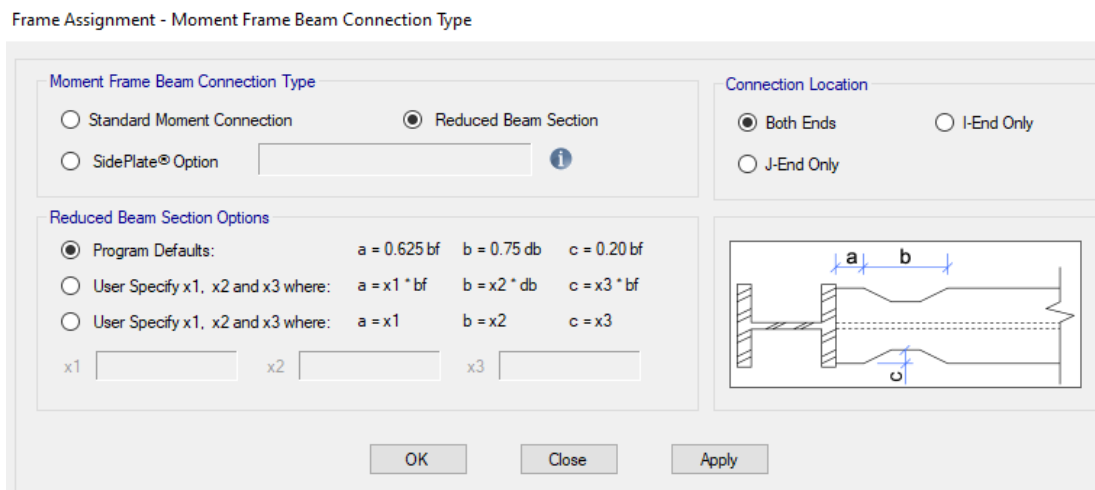 Frame Assignment - Moment Frame Beam Connection Type
Moment Frame Beam Connection Type
Standard Moment Connection Reduced Beam Section
SidePlate® Option
Connection Location
Both Ends I-End Only
J-End Only
Reduced Beam Section Options
Program Defaults: a = 0.625 bf b = 0.75 db c = 0.20 bf
User Specify x1, x2 and x3 where: a = x1 * bf b = x2 * db c = x3 * bf
User Specify x1, x2 and x3 where: a = x1 b = x2 c = x3
x1 x2 x3
a b
c
OK Close Apply